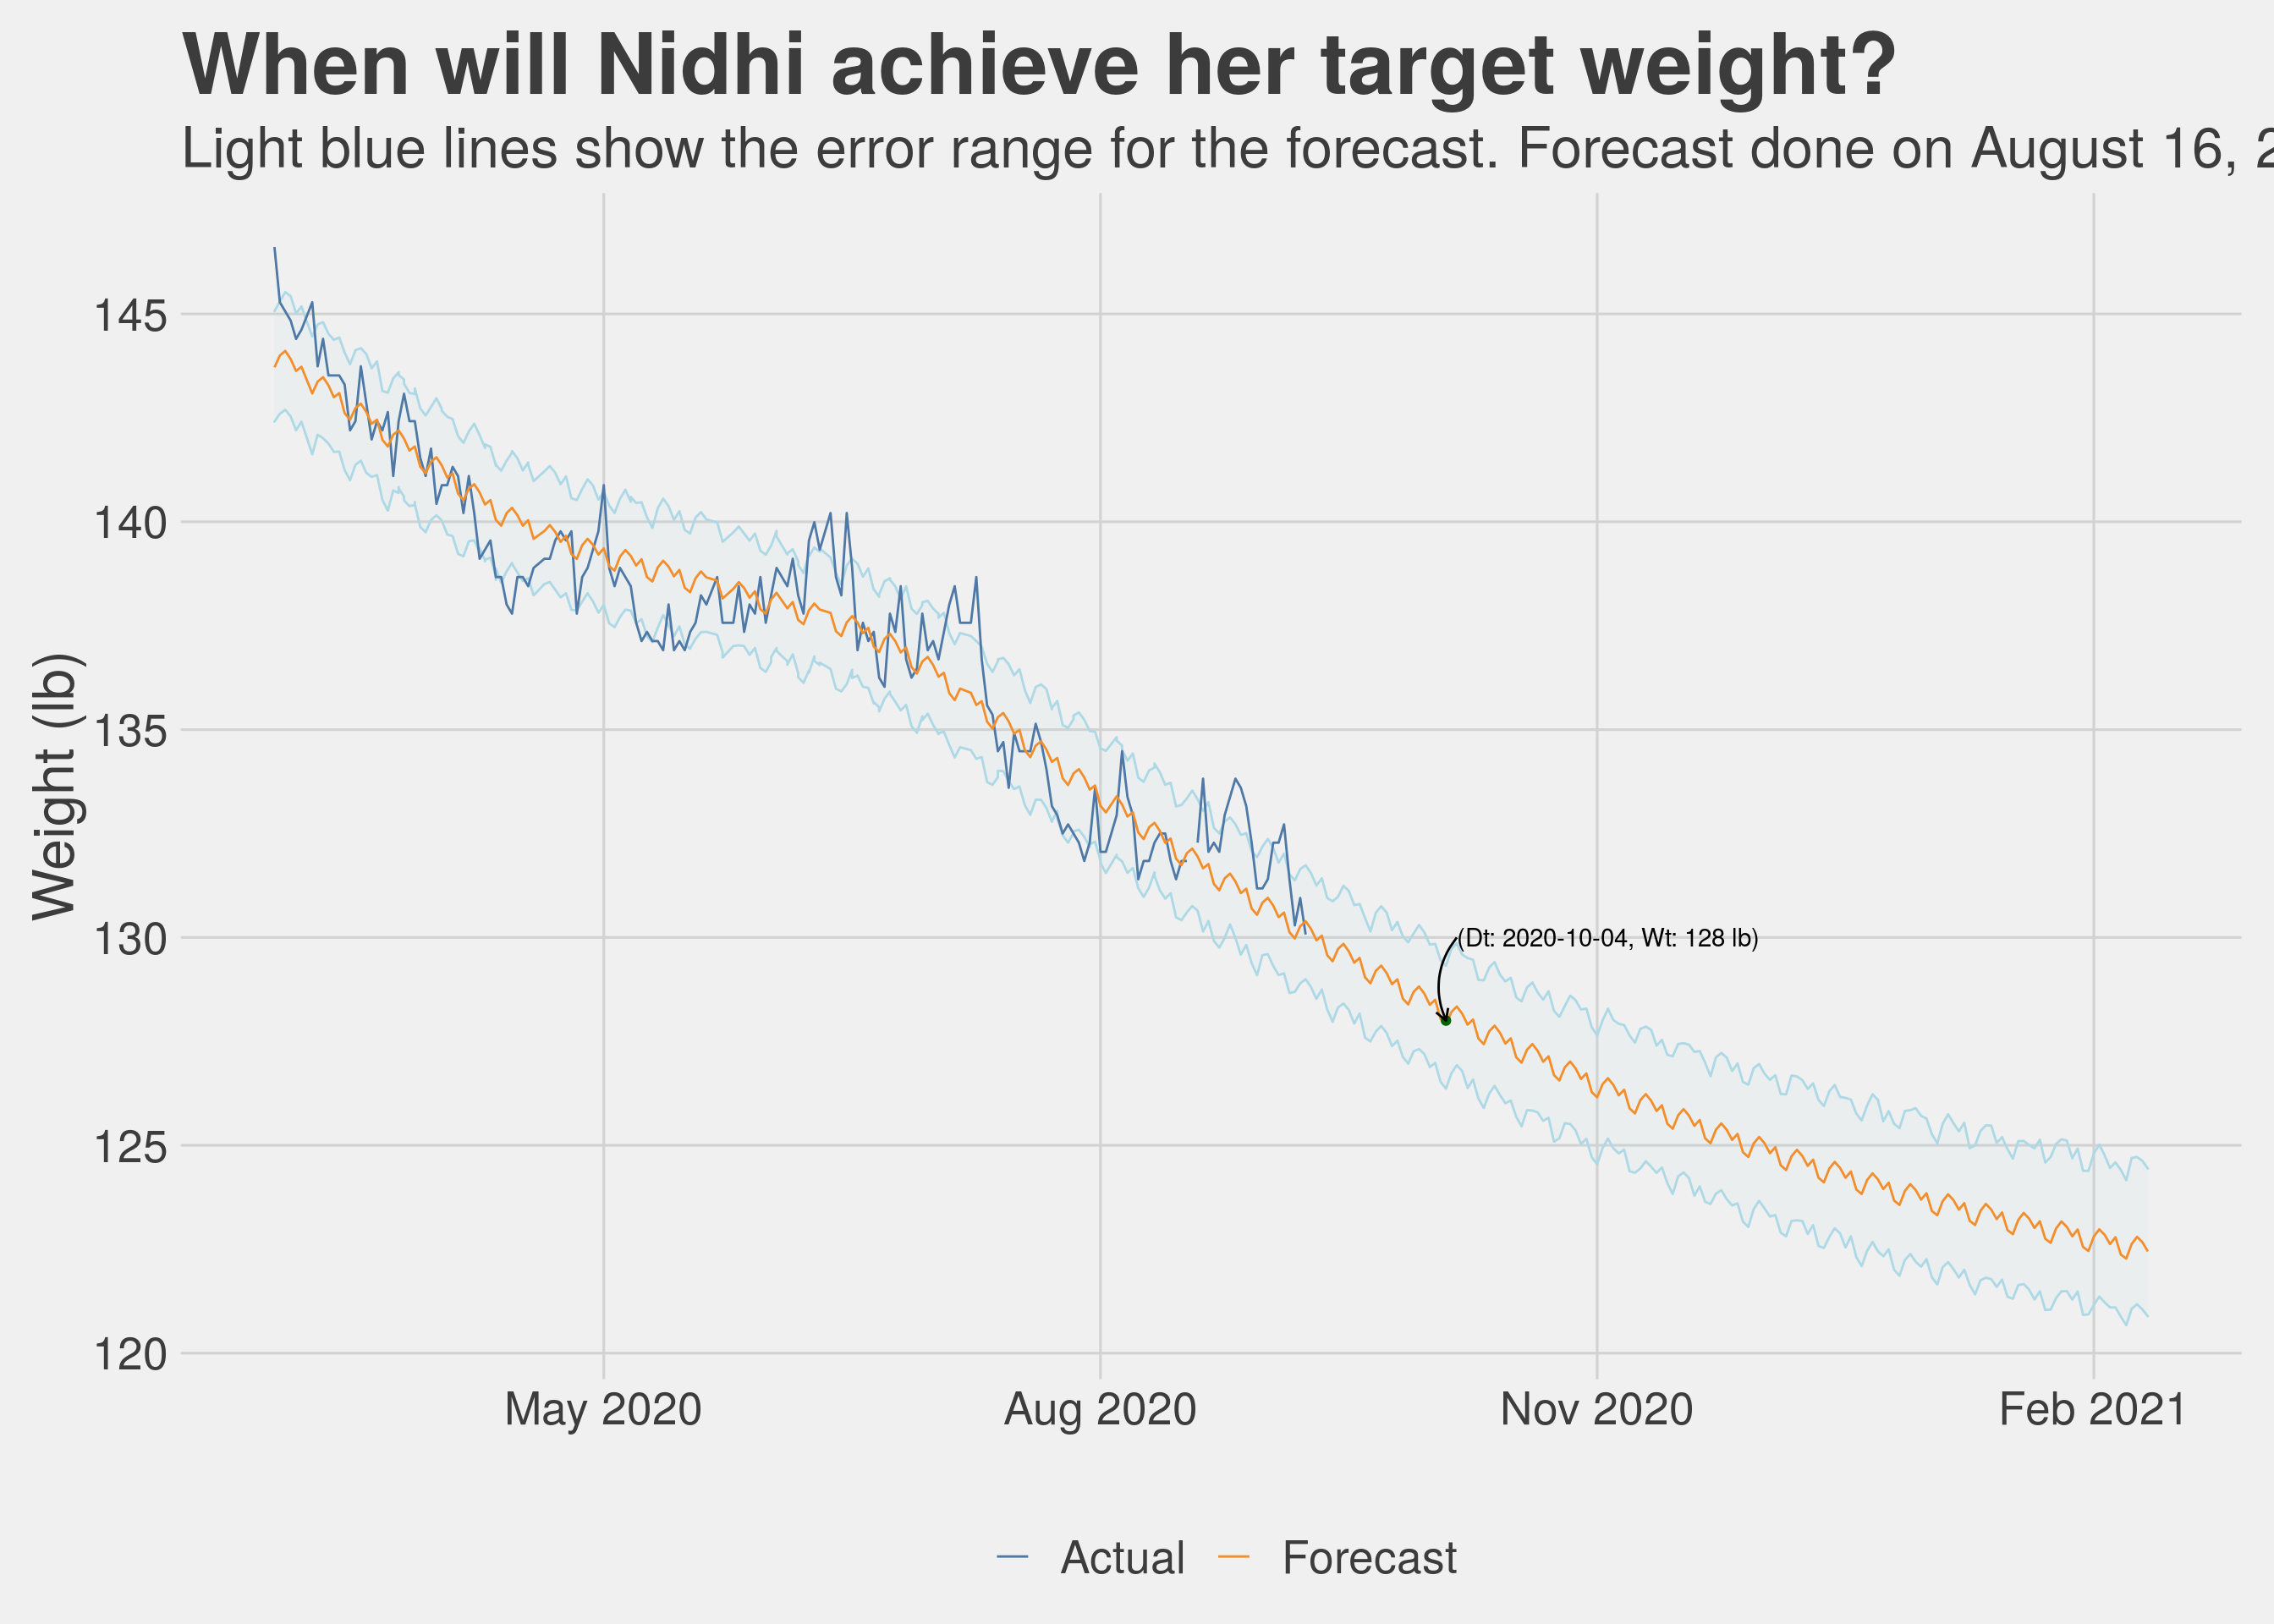 When will Nidhi achieve her target weight?
Light blue lines show the error range for the forecast. Forecast done on August 16, 2
Weight (lb)
145
140
135
130
125
120
(Dt: 2020-10-04, Wt: 128 lb)
May 2020 Aug 2020 Nov 2020 Feb 2021
Actual Forecast